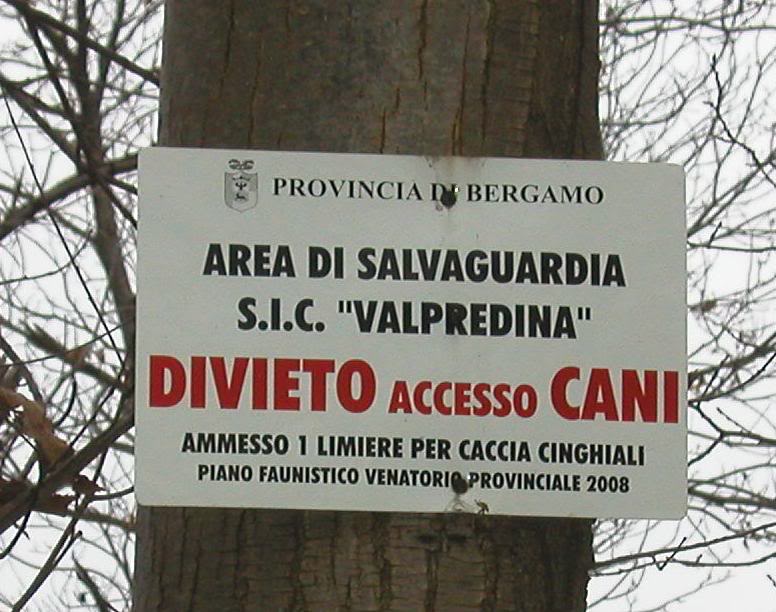 PROVINCIA DI BERGAMO
AREA DI SALVAGUARDIA
S.I.C. "VALPREDINA"
DIVIETO ACCESSO CANI
AMMESSO 1 LIMIERE PER CACCIA CINGHIALI
PIANO FAUNISTICO VENATORIO PROVINCIALE 2008